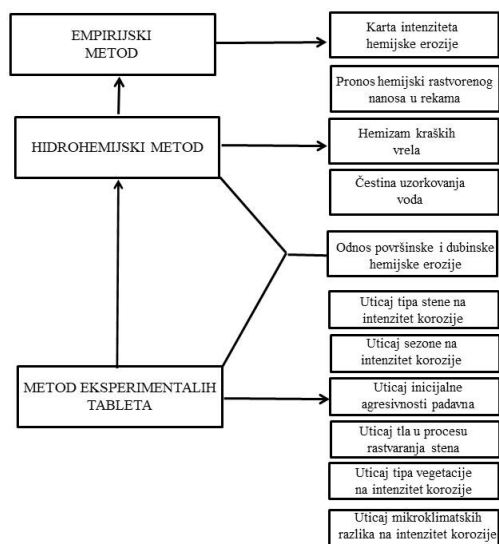 EMPIRIJSKI
METOD
Karta intenziteta
hemijske erozije
Pronos hemijski rastvorenog
nanosa u rekama
HIDROHEMIJSKI METOD
Hemizam kraških
vrela
Čestina uzorkovanja
voda
Odnos površinske i dubinske
hemijske erozije
Uticaj tipa stene na
intenzitet korozije
Uticaj sezone na
intenzitet korozije
METOD EKSPERIMENTALIH
TABLETA
Uticaj inicijalne
agresivnosti padavna
Uticaj tla u procesu
rastvaranja stena
Uticaj tipa vegetacije
na intenzitet korozije
Uticaj mikroklimatskih
razlika na intenzitet korozije